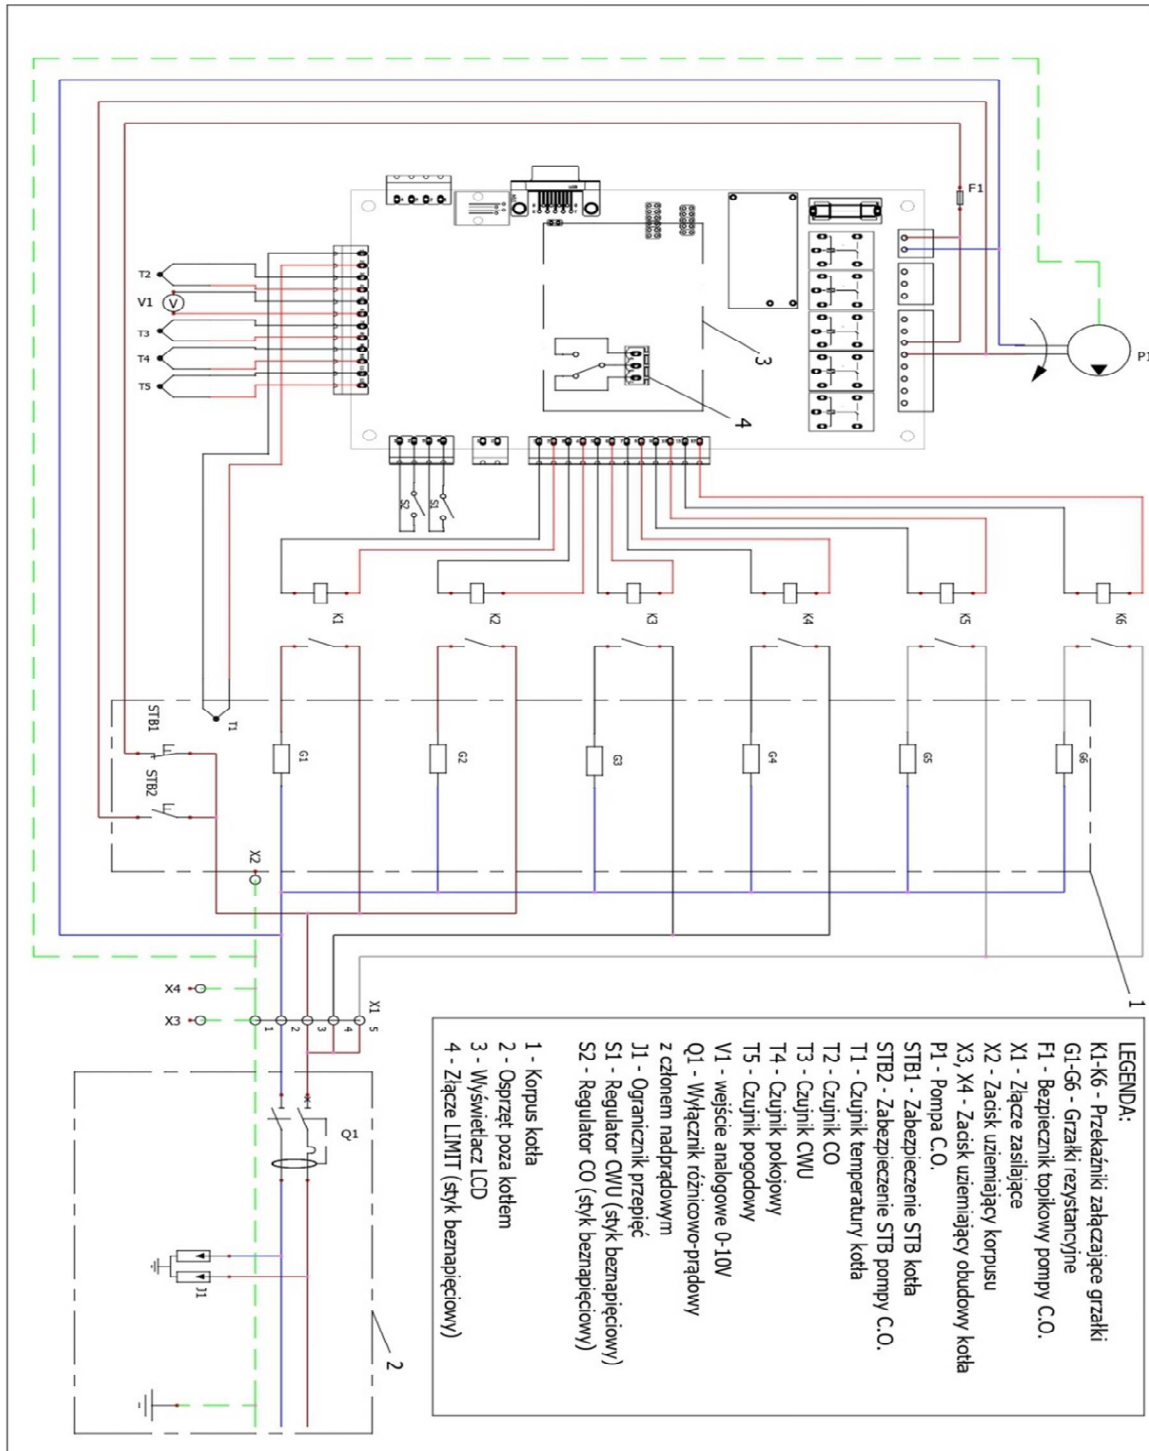 F1
P1
T2
V1
V
T3
T4
T5
3
4
S2
S1
K1
K2
K3
K4
K5
K6
T1
STB1
STB2
G1
G2
G3
G4
G5
G6
X2
1
X4
X3
X1
1
2
3
4
5
Q1
J1
2
LEGENDA:
K1-K6 - Przekaźniki załączające grzałki
G1-G6 - Grzałki rezystancyjne
F1 - Bezpiecznik topikowy pompy C.O.
X1 - Złącze zasilające
X2 - Zacisk uziemiający korpusu
X3, X4 - Zacisk uziemiający obudowy kotła
P1 - Pompa C.O.
STB1 - Zabezpieczenie STB kotła
STB2 - Zabezpieczenie STB pompy C.O.
T1 - Czujnik temperatury kotła
T2 - Czujnik CO
T3 - Czujnik CWU
T4 - Czujnik pokojowy
T5 - Czujnik pogodowy
V1 - wejście analogowe 0-10V
Q1 - Wyłącznik różnicowo-prądowy
z członem nadprądowym
J1 - Ogranicznik przepięć
S1 - Regulator CWU (styk beznapięciowy)
S2 - Regulator CO (styk beznapięciowy)
1 - Korpus kotła
2 - Osprzęt poza kotłem
3 - Wyświetlacz LCD
4 - Złącze LIMIT (styk beznapięciowy)